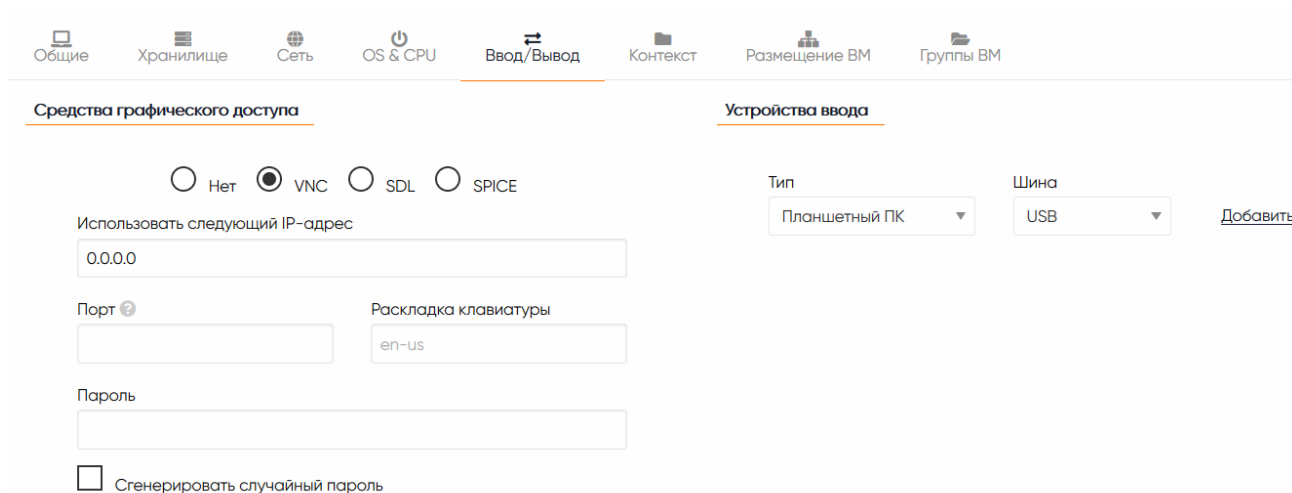 Общие Хранилище Сеть OS & CPU Ввод/Вывод Контекст Размещение ВМ Группы ВМ
Средства графического доступа
Устройства ввода
Нет VNC SDL SPICE
Использовать следующий IP-адрес
0.0.0.0
Порт ?
Раскладка клавиатуры
en-us
Пароль
Сгенерировать случайный пароль
Тип
Шина
Планшетный ПК
USB
Добавить